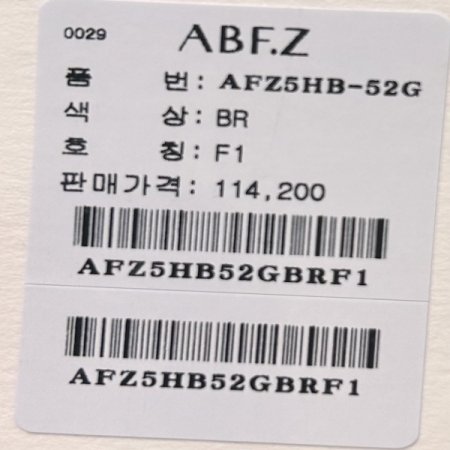 0029 ABF.Z
품 번: AFZ5HB-52G
색 상: BR
호 칭: F1
판매가격: 114,200
AFZ5HB52GBRF1
AFZ5HB52GBRF1